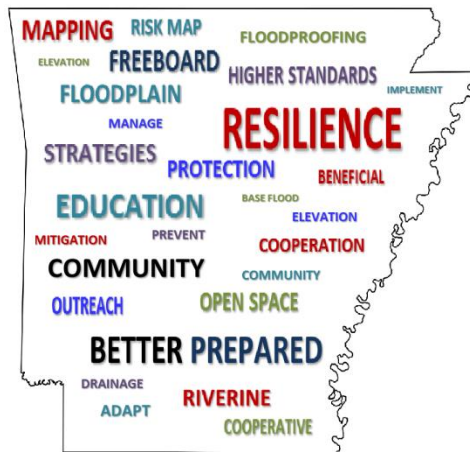 MAPPING
RISK MAP
FLOODPROOFING
ELEVATION
FREEBOARD
HIGHER STANDARDS
IMPLEMENT
FLOODPLAIN
MANAGE
RESILIENCE
STRATEGIES
PROTECTION
BENEFICIAL
EDUCATION
BASE FLOOD
ELEVATION
MITIGATION
PREVENT
COOPERATION
COMMUNITY
COMMUNITY
OUTREACH
OPEN SPACE
BETTER PREPARED
DRAINAGE
ADAPT
RIVERINE
COOPERATIVE